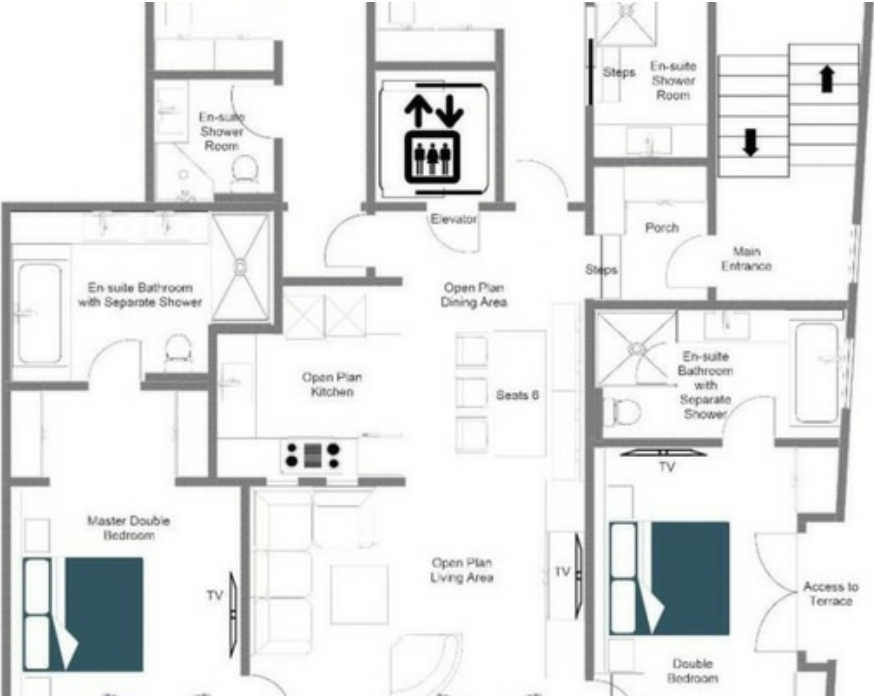 Steps
En-suite
Shower
Room
En-suite
Shower
Room
Elevator
Porch
Main
Entrance
Steps
En suite Bathroom
with Separate Shower
Open Plan
Dining Area
Open Plan
Kitchen
Seats 6
En-suite
Bathroom
with
Separate
Shower
TV
Master Double
Bedroom
Open Plan
Living Area
TV
TV
Access to
Terrace
Double
Bedroom